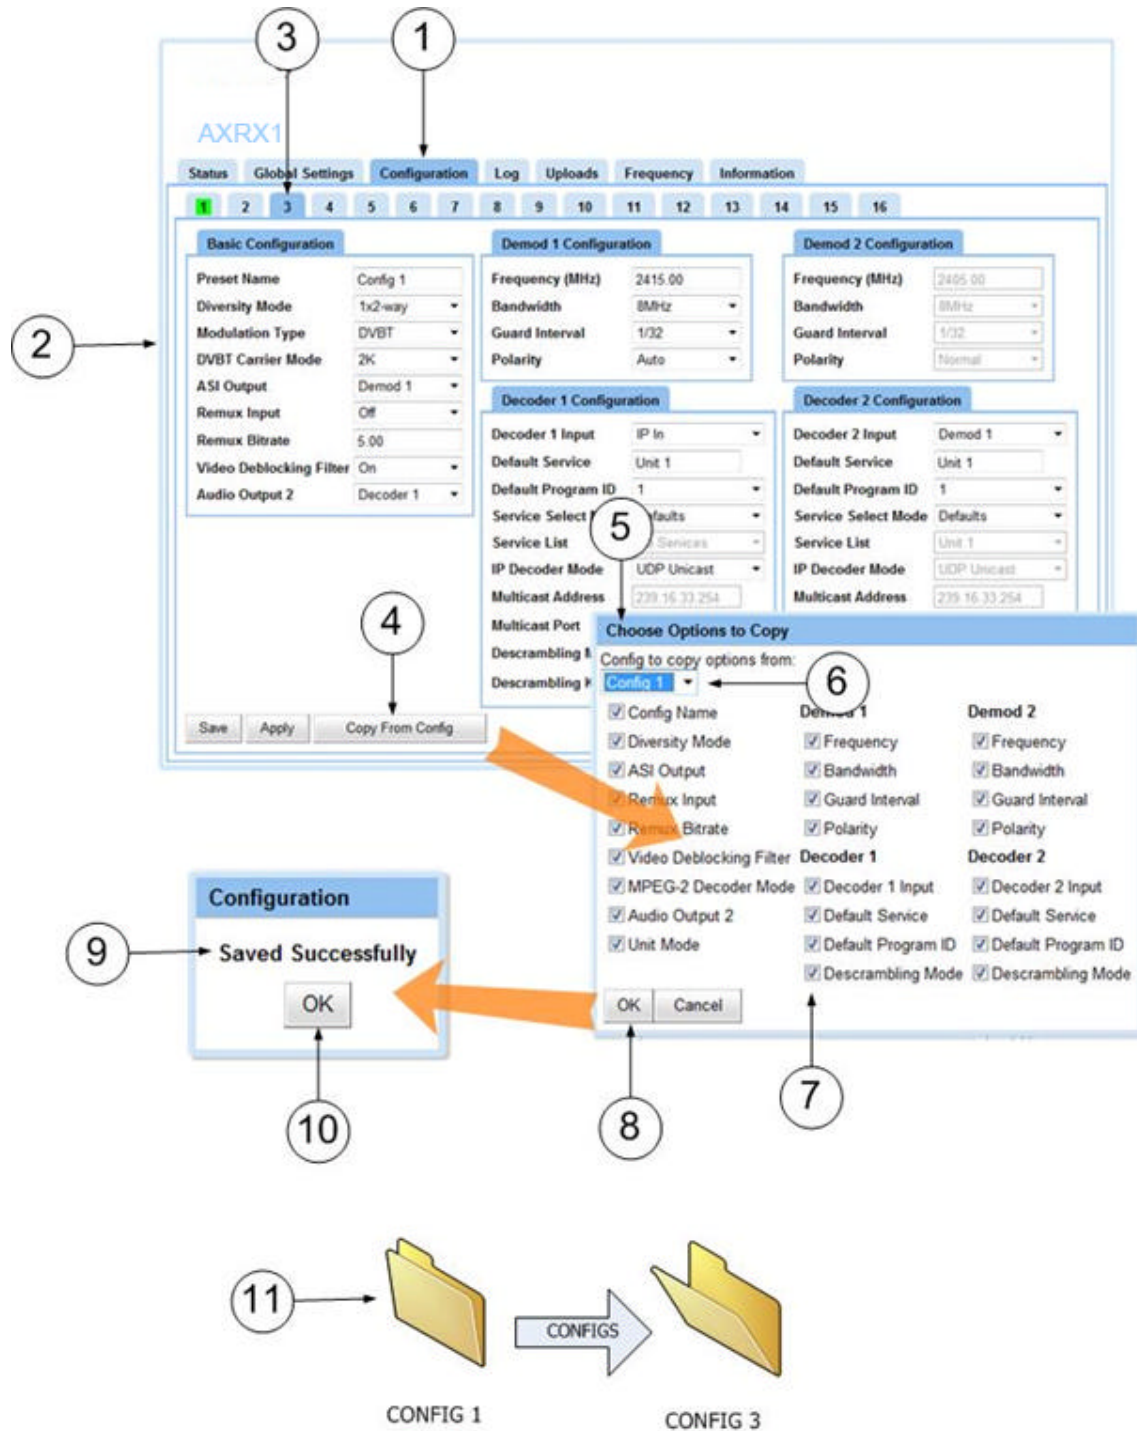 3 1
AXRX1
Status Global Settings Configuration Log Uploads Frequency Information
1 2 3 4 5 6 7 8 9 10 11 12 13 14 15 16
Basic Configuration
Preset Name Config 1
Diversity Mode 1x2-way
Modulation Type DVBT
DVBT Carrier Mode 2K
ASI Output Demod 1
Remux Input Off
Remux Bitrate 5.00
Video Deblocking Filter On
Audio Output 2 Decoder 1
2
Demod 1 Configuration
Frequency (MHz) 2415.00
Bandwidth 8MHz
Guard Interval 1/32
Polarity Auto
Demod 2 Configuration
Frequency (MHz) 2405.00
Bandwidth 8MHz
Guard Interval 1/32
Polarity Normal
Decoder 1 Configuration
Decoder 1 Input IP In
Default Service Unit 1
Default Program ID 1
Service Select
Service List Services
IP Decoder Mode UDP Unicast
Multicast Address 239.16.33.254
Multicast Port
Descrambling
Descrambling
5
Decoder 2 Configuration
Decoder 2 Input Demod 1
Default Service Unit 1
Default Program ID 1
Service Select Mode Defaults
Service List Unit 1
IP Decoder Mode UDP Unicast
Multicast Address 239.16.33.254
4
Save Apply Copy From Config
Choose Options to Copy
Config to copy options from:
Config 1 6
Config Name
Diversity Mode
ASI Output
Remux Input
Remux Bitrate
Video Deblocking Filter
MPEG-2 Decoder Mode
Audio Output 2
Unit Mode
Demod 1
Frequency
Bandwidth
Guard Interval
Polarity
Decoder 1
Decoder 1 Input
Default Service
Default Program ID
Descrambling Mode
Demod 2
Frequency
Bandwidth
Guard Interval
Polarity
Decoder 2
Decoder 2 Input
Default Service
Default Program ID
Descrambling Mode
OK Cancel
8 7
Configuration
9 Saved Successfully
OK
10
11
CONFIGS
CONFIG 1 CONFIG 3